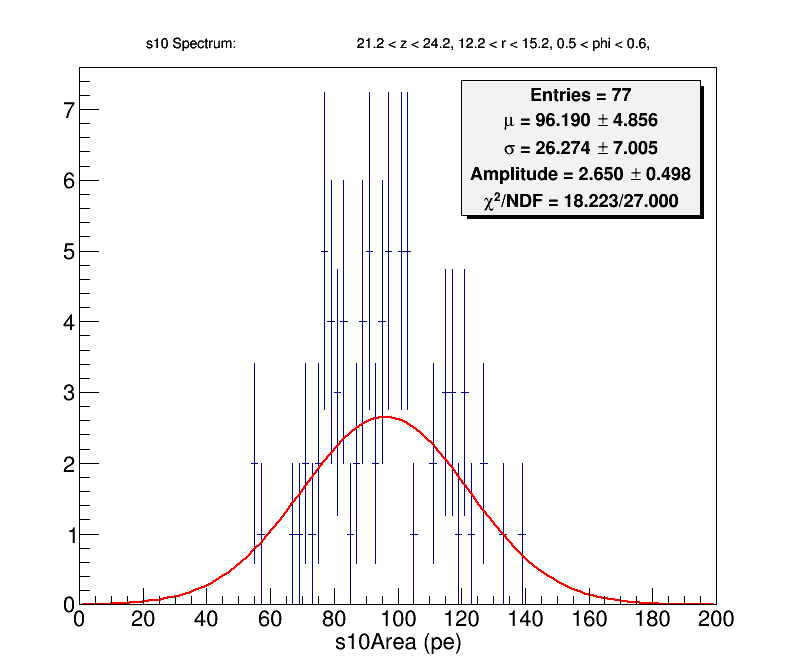 s10 Spectrum: 21.2 < z < 24.2, 12.2 < r < 15.2, 0.5 < phi < 0.6,
Entries = 77
μ = 96.190 ± 4.856
σ = 26.274 ± 7.005
Amplitude = 2.650 ± 0.498
χ²/NDF = 18.223/27.000
7
6
5
4
3
2
1
0
0 20 40 60 80 100 120 140 160 180 200
s10Area (pe)